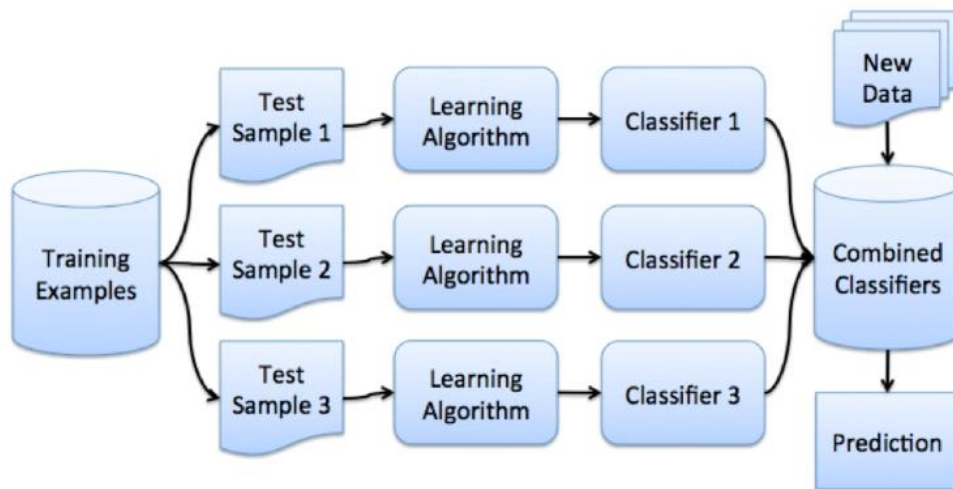 Training
Examples
Test
Sample 1
Learning
Algorithm
Classifier 1
Test
Sample 2
Learning
Algorithm
Classifier 2
Test
Sample 3
Learning
Algorithm
Classifier 3
New
Data
Combined
Classifiers
Prediction